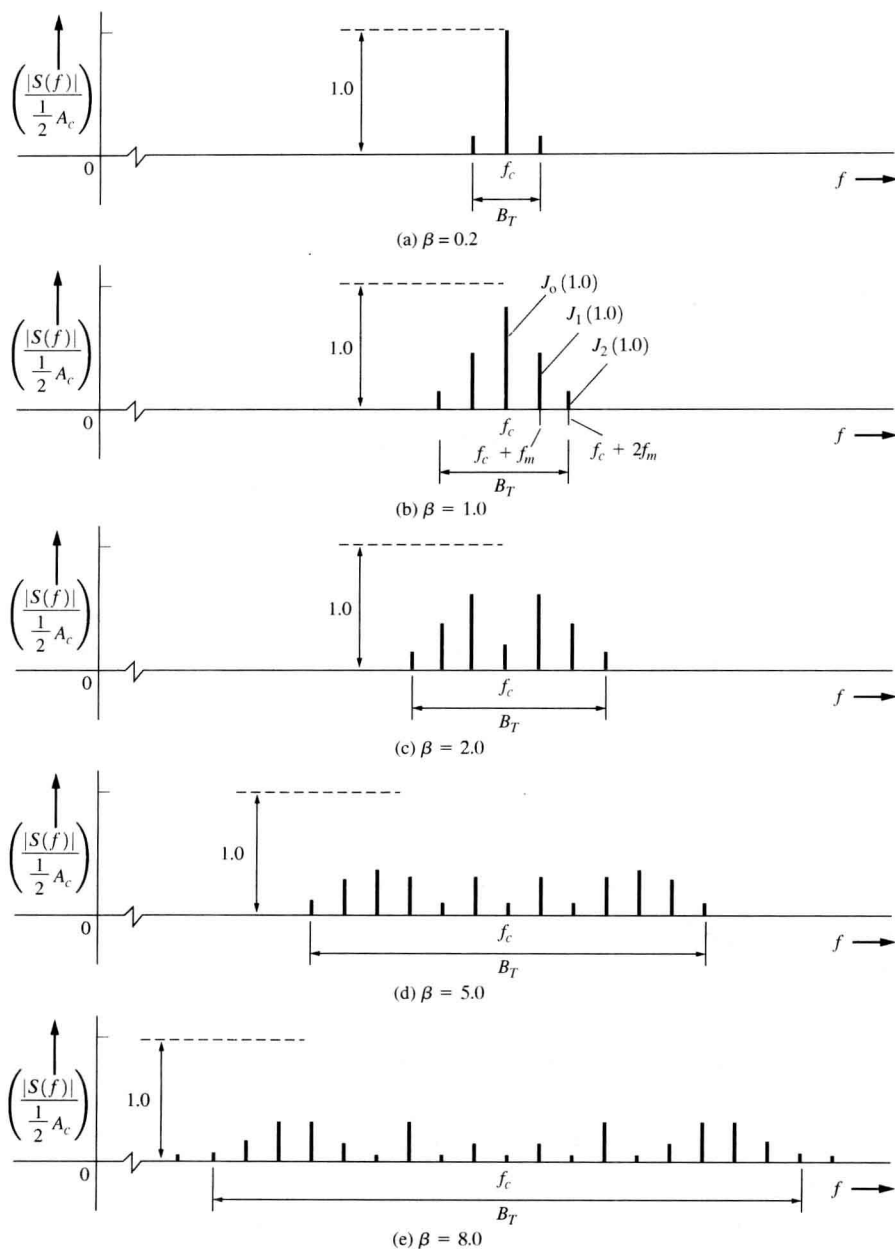 |S(f)|
1/2 A_c
1.0
0
f_c
f
B_T
(a) β = 0.2
|S(f)|
1/2 A_c
1.0
J_o (1.0)
J_1 (1.0)
J_2 (1.0)
0
f_c
f
f_c + f_m
f_c + 2f_m
B_T
(b) β = 1.0
|S(f)|
1/2 A_c
1.0
0
f_c
f
B_T
(c) β = 2.0
|S(f)|
1/2 A_c
1.0
0
f_c
f
B_T
(d) β = 5.0
|S(f)|
1/2 A_c
1.0
0
f_c
f
B_T
(e) β = 8.0